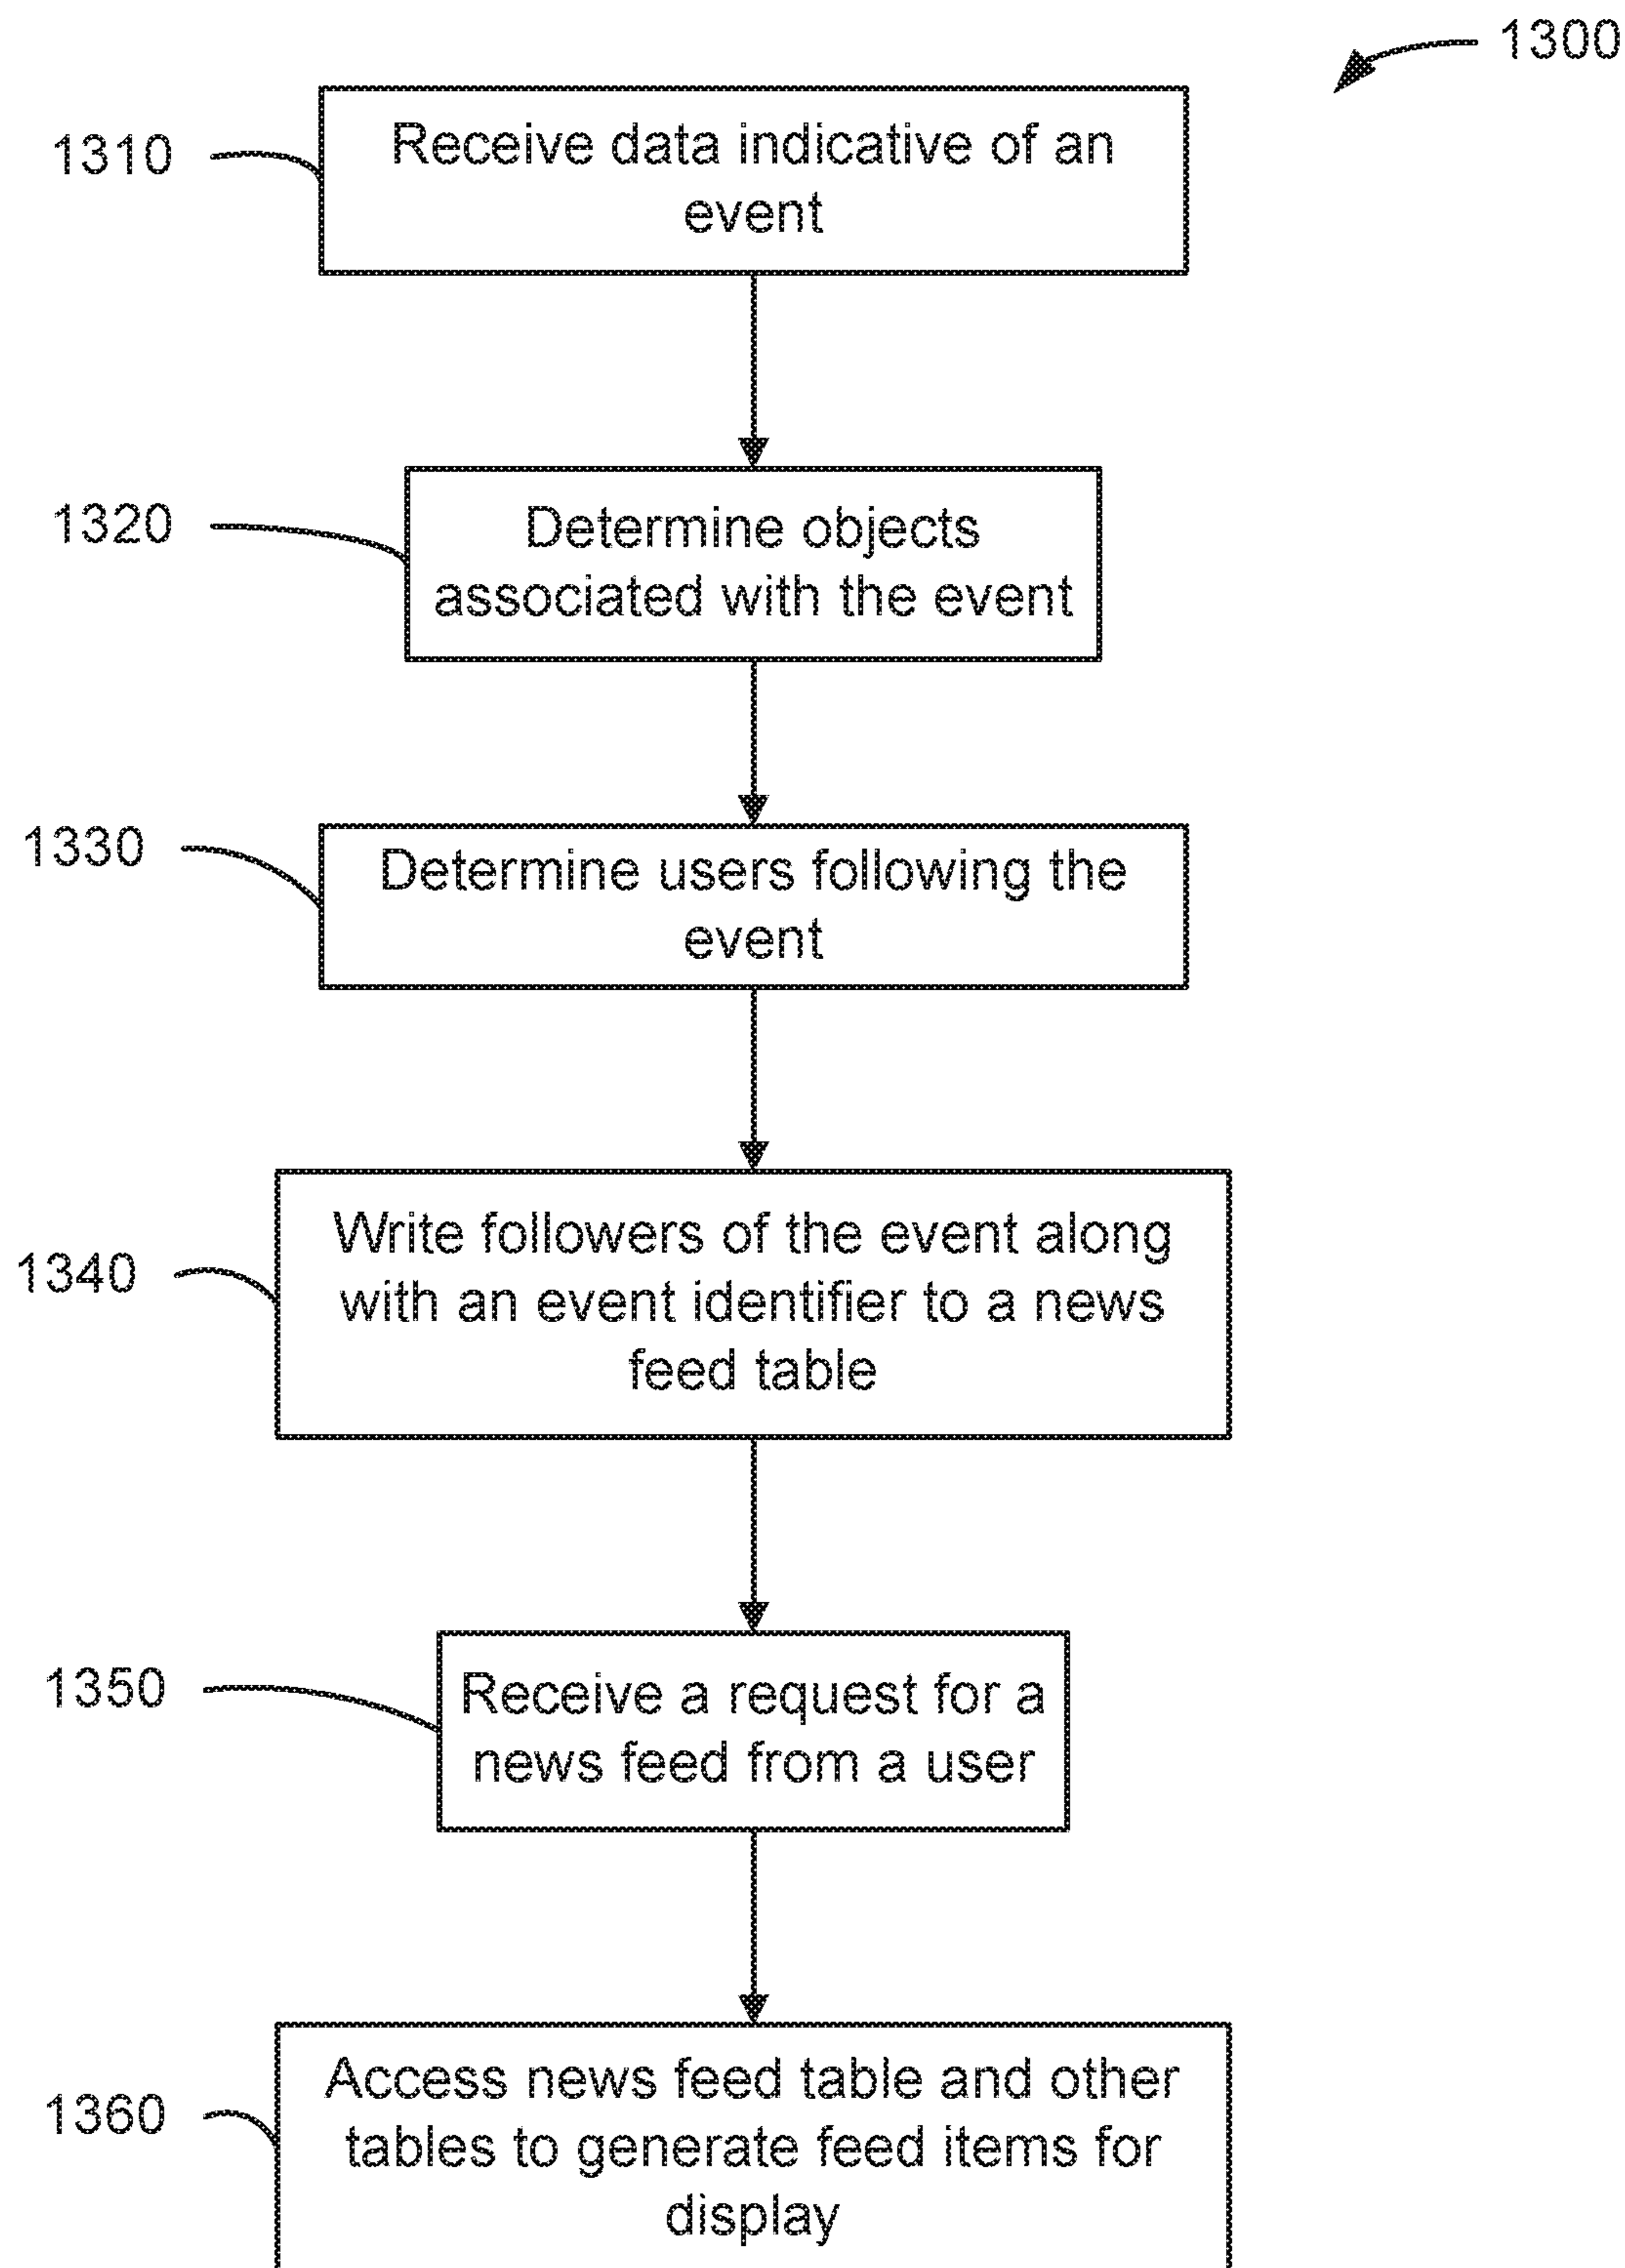 1300
1310
Receive data indicative of an
event
1320
Determine objects
associated with the event
1330
Determine users following the
event
1340
Write followers of the event along
with an event identifier to a news
feed table
1350
Receive a request for a
news feed from a user
1360
Access news feed table and other
tables to generate feed items for
display